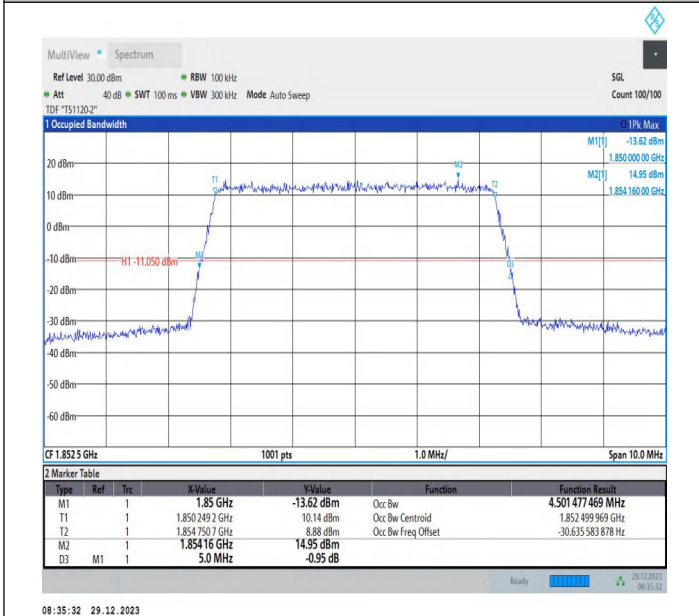 MultiView Spectrum
Ref Level 30.00 dBm RBW 100 kHz SGL
Att 40 dB SWT 100 ms VBW 300 kHz Mode Auto Sweep Count 100/100
TDF "TS1120-2"
1 Occupied Bandwidth 1Pk Max
M1[1] -13.62 dBm
1.850 000 00 GHz
M2[1] 14.95 dBm
1.854 160 00 GHz
20 dBm
M2
T1
T2
10 dBm
0 dBm
M1
-10 dBm
H1 -11.050 dBm
D3
-20 dBm
-30 dBm
-40 dBm
-50 dBm
-60 dBm
CF 1.852 5 GHz 1001 pts 1.0 MHz/ Span 10.0 MHz
2 Marker Table
Type Ref Trc X-Value Y-Value Function Function Result
M1 1 1.85 GHz -13.62 dBm Occ Bw 4.501 477 469 MHz
T1 1 1.850 249 2 GHz 10.14 dBm Occ Bw Centroid 1.852 499 969 GHz
T2 1 1.854 750 7 GHz 8.88 dBm Occ Bw Freq Offset -30.635 583 878 Hz
M2 1 1.854 16 GHz 14.95 dBm
D3 M1 1 5.0 MHz -0.95 dB
Ready 29.12.2023
08:35:32
08:35:32 29.12.2023